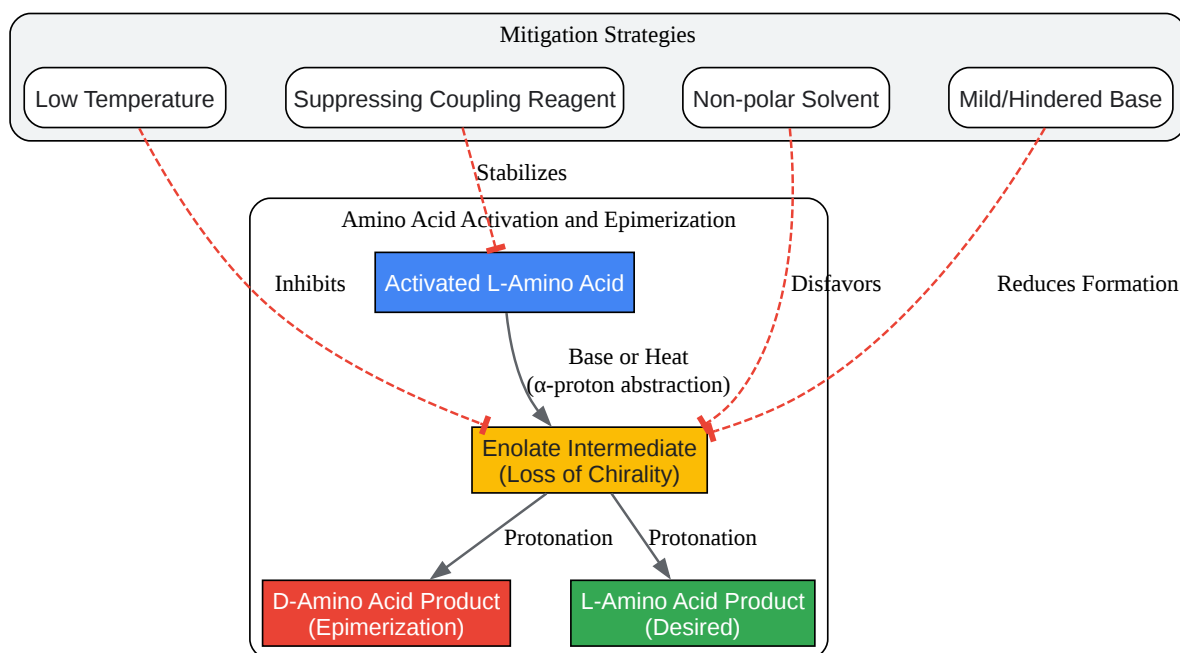 Mitigation Strategies
Low Temperature
Suppressing Coupling Reagent
Non-polar Solvent
Mild/Hindered Base
Stabilizes
Amino Acid Activation and Epimerization
Activated L-Amino Acid
Inhibits
Disfavors
Reduces Formation
Base or Heat
(α-proton abstraction)
Enolate Intermediate
(Loss of Chirality)
Protonation
Protonation
D-Amino Acid Product
(Epimerization)
L-Amino Acid Product
(Desired)